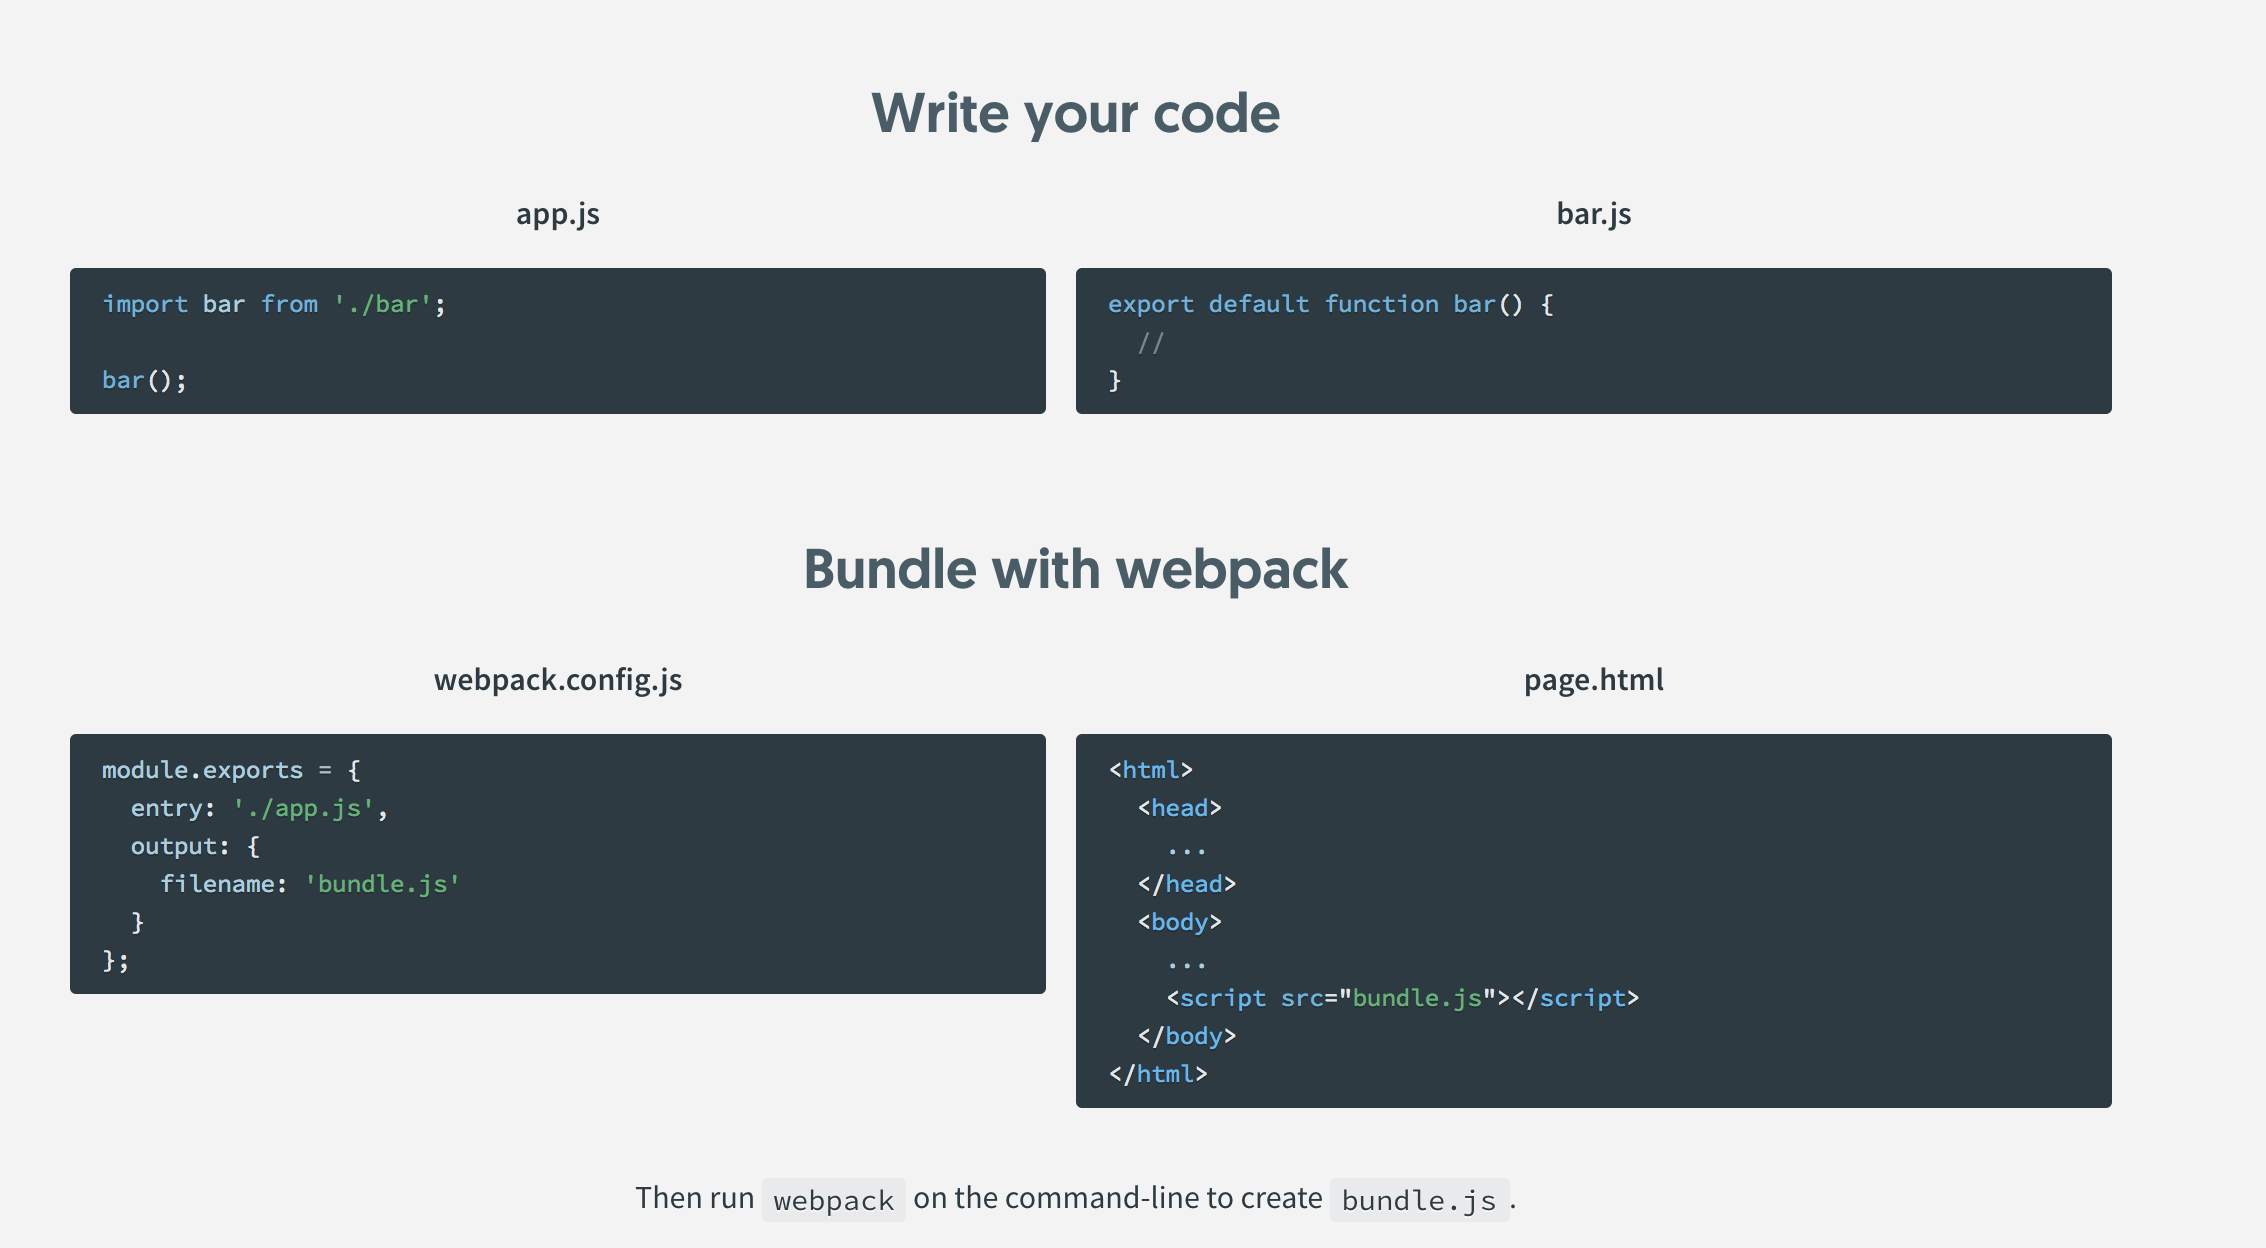 Write your code
app.js
import bar from './bar';

bar();
bar.js
export default function bar() {
  //
}
Bundle with webpack
webpack.config.js
module.exports = {
  entry: './app.js',
  output: {
    filename: 'bundle.js'
  }
};
page.html
<html>
  <head>
    ...
  </head>
  <body>
    ...
    <script src="bundle.js"></script>
  </body>
</html>
Then run webpack on the command-line to create bundle.js.